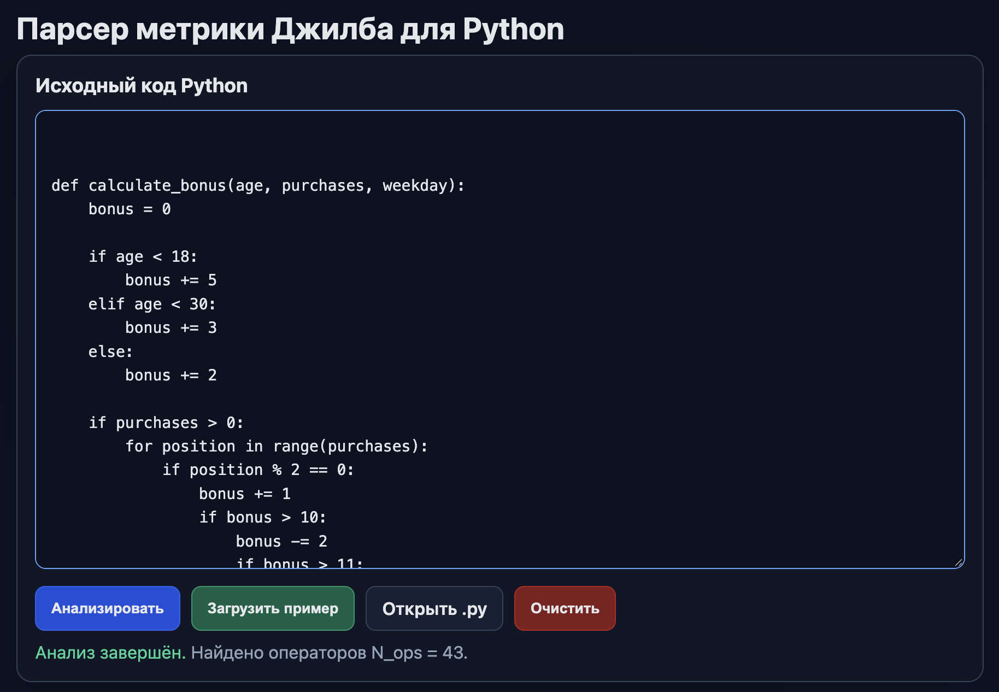 Парсер метрики Джилба для Python
Исходный код Python
def calculate_bonus(age, purchases, weekday):
    bonus = 0
    if age < 18:
        bonus += 5
    elif age < 30:
        bonus += 3
    else:
        bonus += 2
    if purchases > 0:
        for position in range(purchases):
            if position % 2 == 0:
                bonus += 1
                if bonus > 10:
                    bonus -= 2
                    if bonus > 11:
Анализировать
Загрузить пример
Открыть .py
Очистить
Анализ завершён. Найдено операторов N_ops = 43.